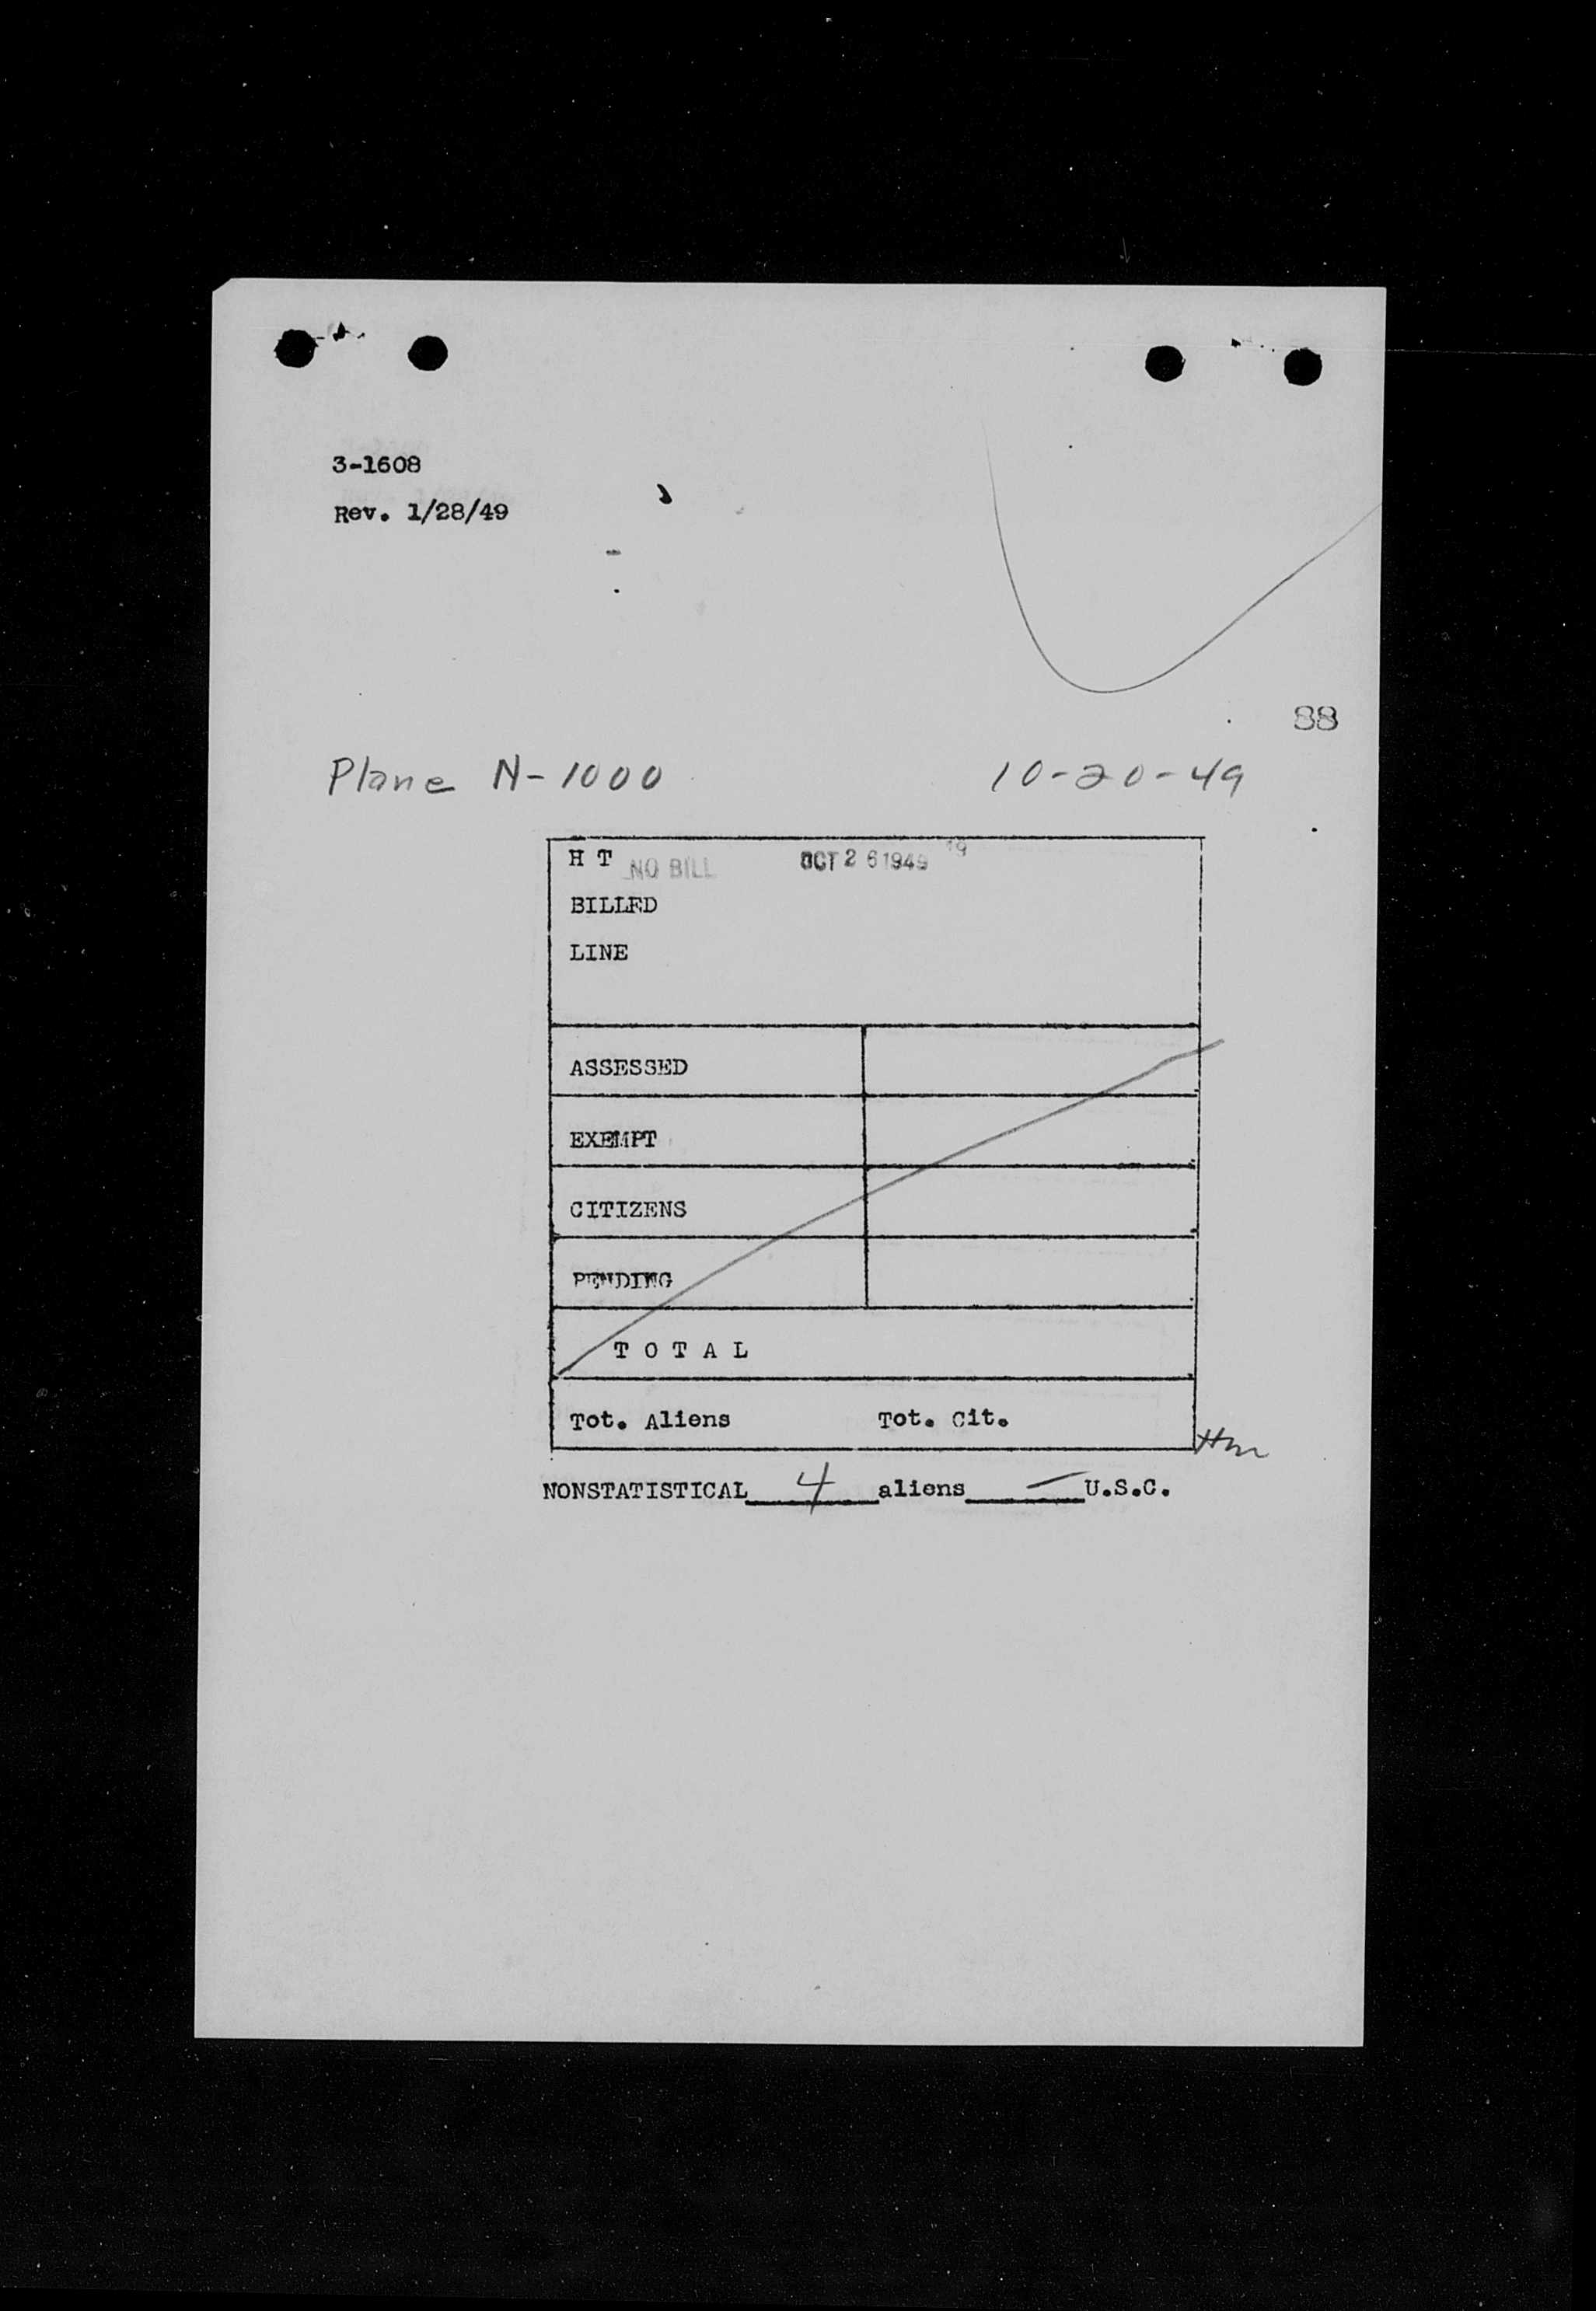 3-1608
Rev. 1/28/49
88
Plane N-1000 10-20-49
H T NO BILL OCT 26 1949 19
BILLED
LINE
ASSESSED
EXEMPT
CITIZENS
PENDING
T O T A L
Tot. Aliens Tot. Cit.
NONSTATISTICAL 4 aliens — U.S.C.